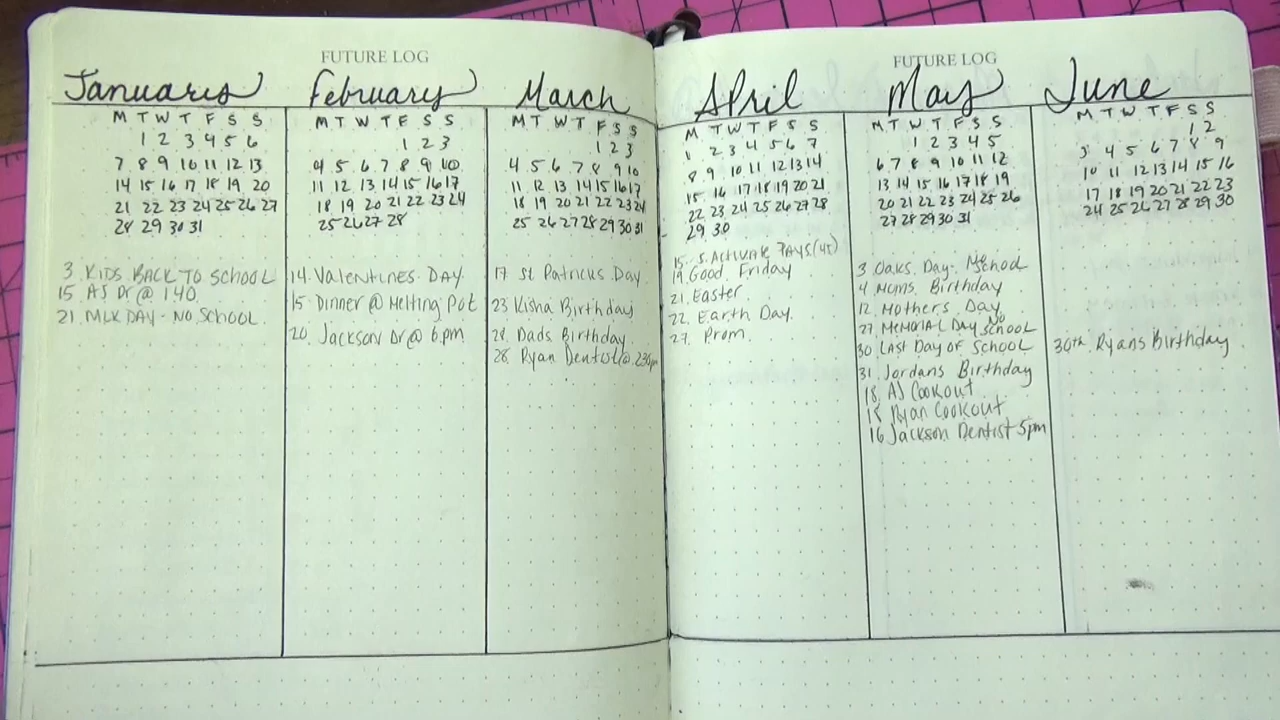 FUTURE LOG
January
M T W T F S S
1 2 3 4 5 6
7 8 9 10 11 12 13
14 15 16 17 18 19 20
21 22 23 24 25 26 27
28 29 30 31
3 KIDS BACK TO SCHOOL
15 AJ Dr @ 1:40
21 MLK DAY - NO SCHOOL
February
M T W T F S S
1 2 3
4 5 6 7 8 9 10
11 12 13 14 15 16 17
18 19 20 21 22 23 24
25 26 27 28
14 Valentines Day
15 Dinner @ Melting Pot
20 Jackson Dr @ 6pm
March
M T W T F S S
1 2 3
4 5 6 7 8 9 10
11 12 13 14 15 16 17
18 19 20 21 22 23 24
25 26 27 28 29 30 31
17 St Patricks Day
23 Kisha Birthday
28 Dads Birthday
28 Ryan Dentist @ 230pm
FUTURE LOG
April
M T W T F S S
1 2 3 4 5 6 7
8 9 10 11 12 13 14
15 16 17 18 19 20 21
22 23 24 25 26 27 28
29 30
15
19 Good Friday
21 Easter
22 Earth Day
27 Prom
May
M T W T F S S
1 2 3 4 5
6 7 8 9 10 11 12
13 14 15 16 17 18 19
20 21 22 23 24 25 26
27 28 29 30 31
3 Oaks Day No School
4 Moms Birthday
12 Mothers Day
27 MEMORIAL DAY NO School
30 LAST DAY OF SCHOOL
31 Jordans Birthday
18 AJ Cookout
18 Ryan Cookout
16 Jackson Dentist 5pm
June
M T W T F S S
1 2
3 4 5 6 7 8 9
10 11 12 13 14 15 16
17 18 19 20 21 22 23
24 25 26 27 28 29 30
30th Ryans Birthday